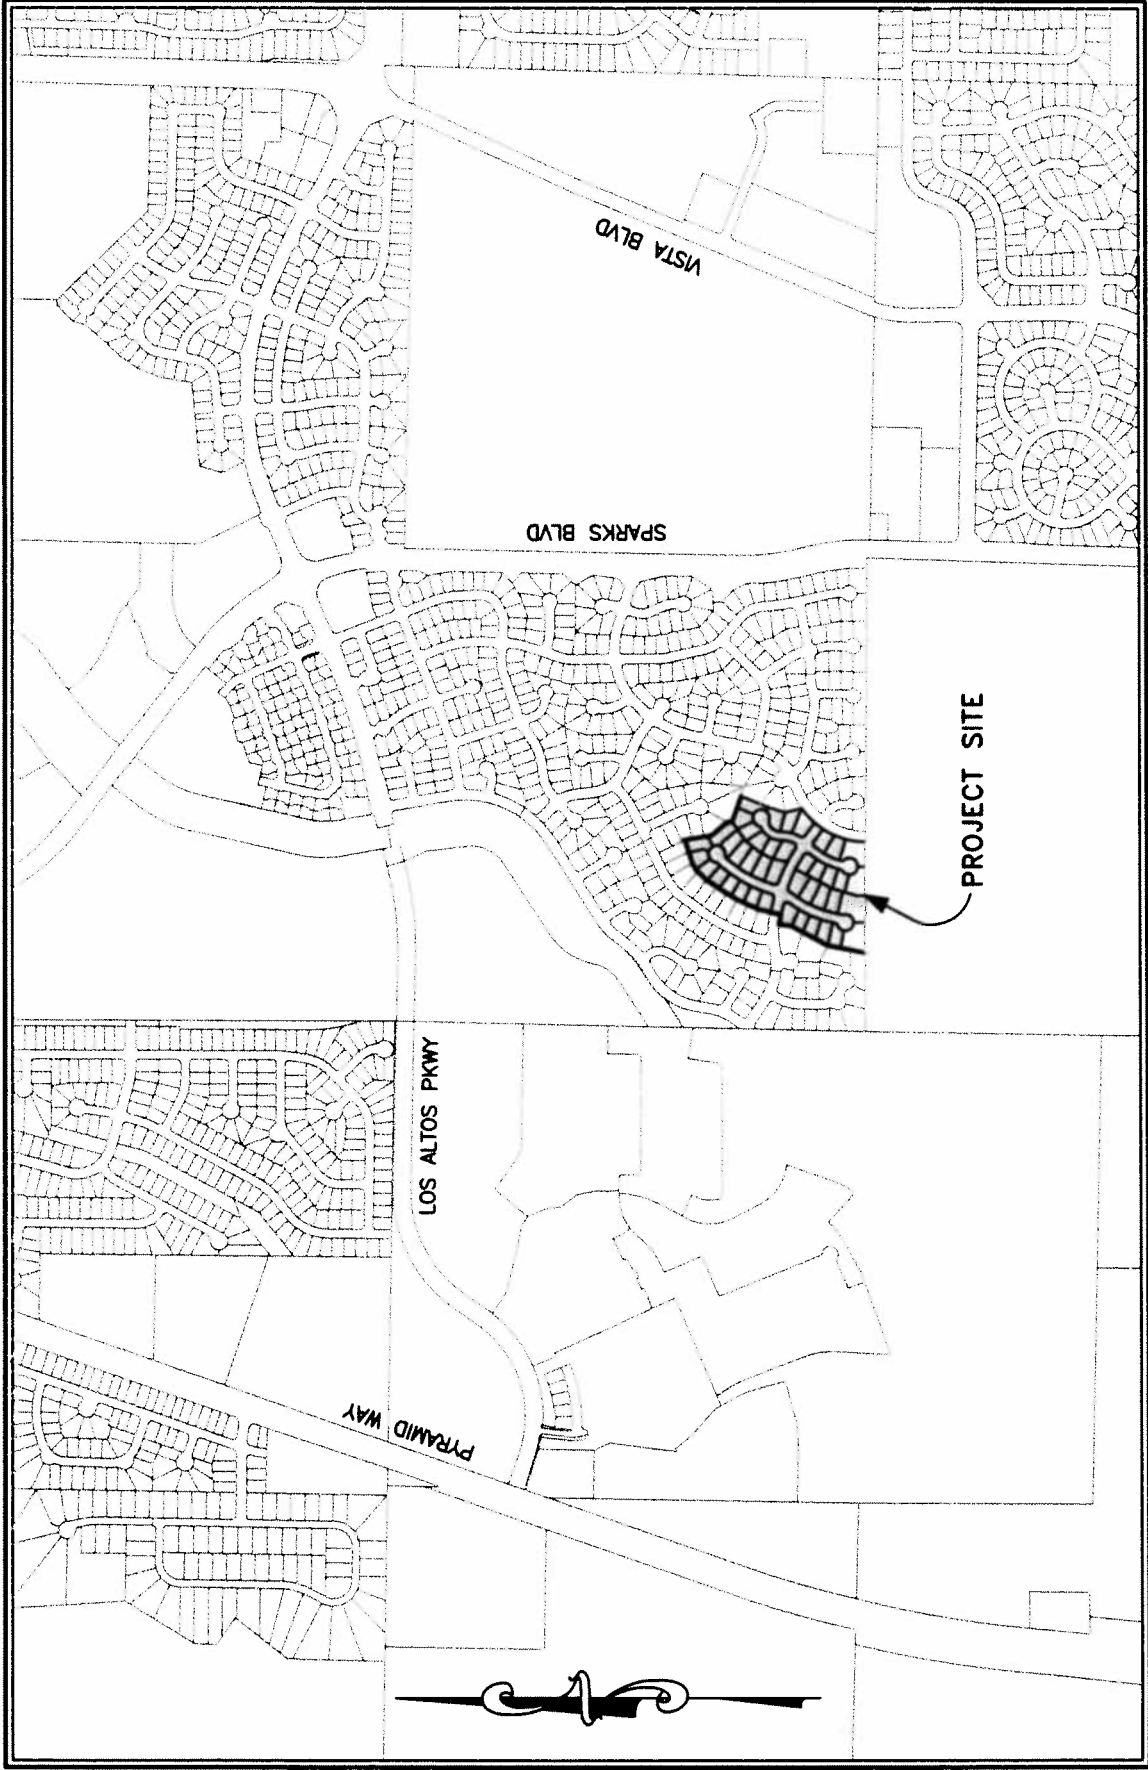 VISTA BLVD
SPARKS BLVD
PROJECT SITE
LOS ALTOS PKWY
PYRAMID WAY
N